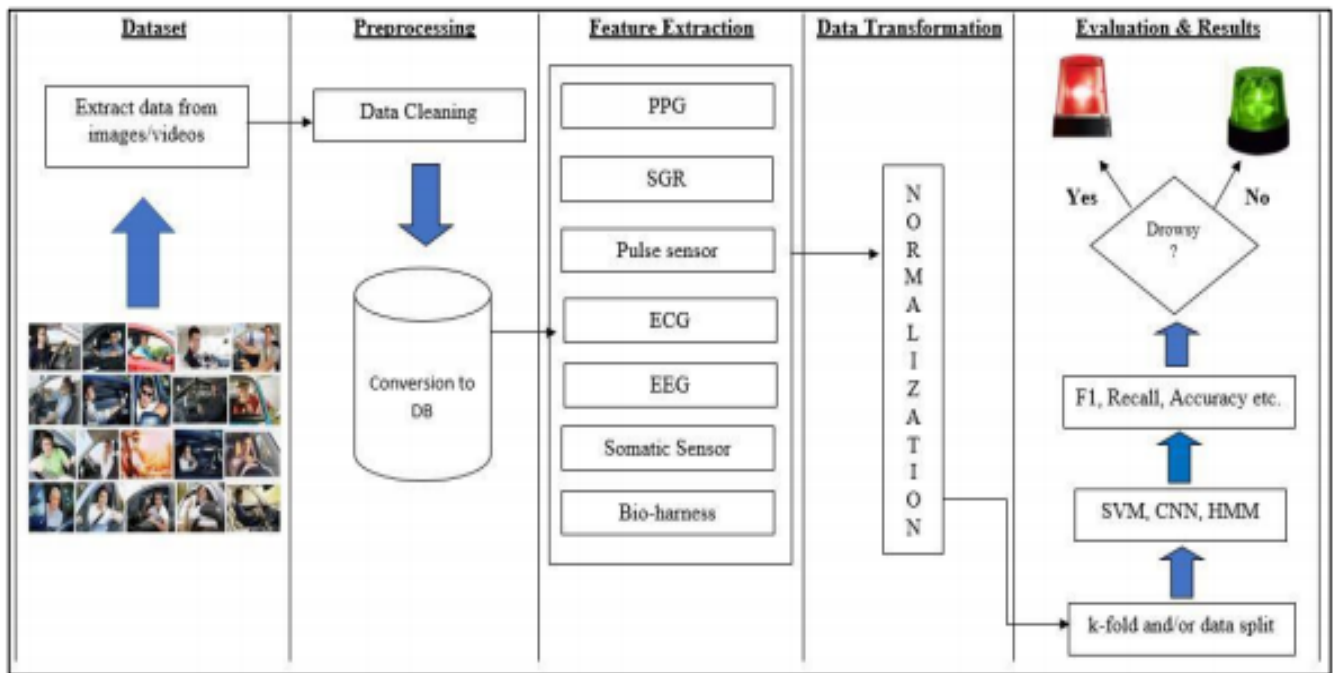 Dataset
Preprocessing
Feature Extraction
Data Transformation
Evaluation & Results
Extract data from
images/videos
Data Cleaning
Conversion to
DB
PPG
SGR
Pulse sensor
ECG
EEG
Somatic Sensor
Bio-harness
NORMALIZATION
Yes
No
Drowsy
?
F1, Recall, Accuracy etc.
SVM, CNN, HMM
k-fold and/or data split